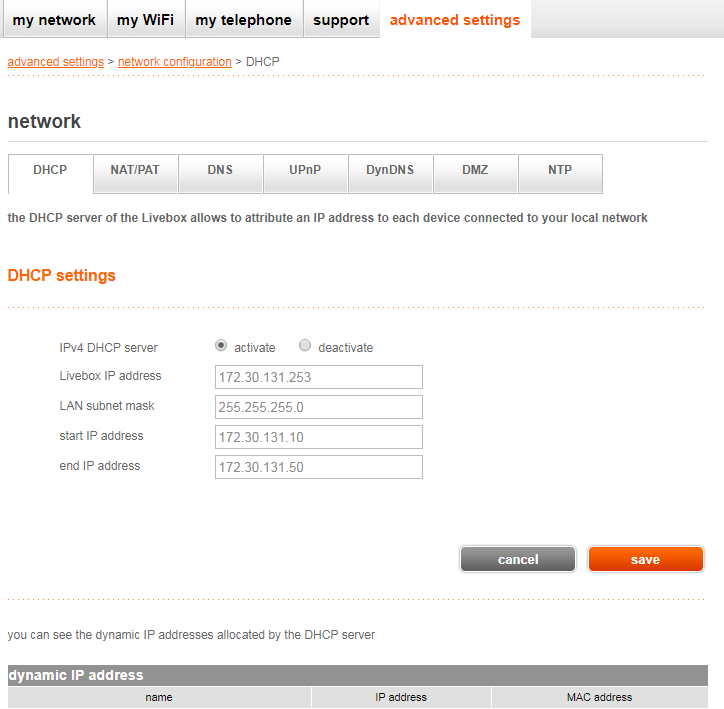 my network my WiFi my telephone support advanced settings
advanced settings > network configuration > DHCP
network
DHCP NAT/PAT DNS UPnP DynDNS DMZ NTP
the DHCP server of the Livebox allows to attribute an IP address to each device connected to your local network
DHCP settings
IPv4 DHCP server activate deactivate
Livebox IP address 172.30.131.253
LAN subnet mask 255.255.255.0
start IP address 172.30.131.10
end IP address 172.30.131.50
cancel save
you can see the dynamic IP addresses allocated by the DHCP server
dynamic IP address
name IP address MAC address